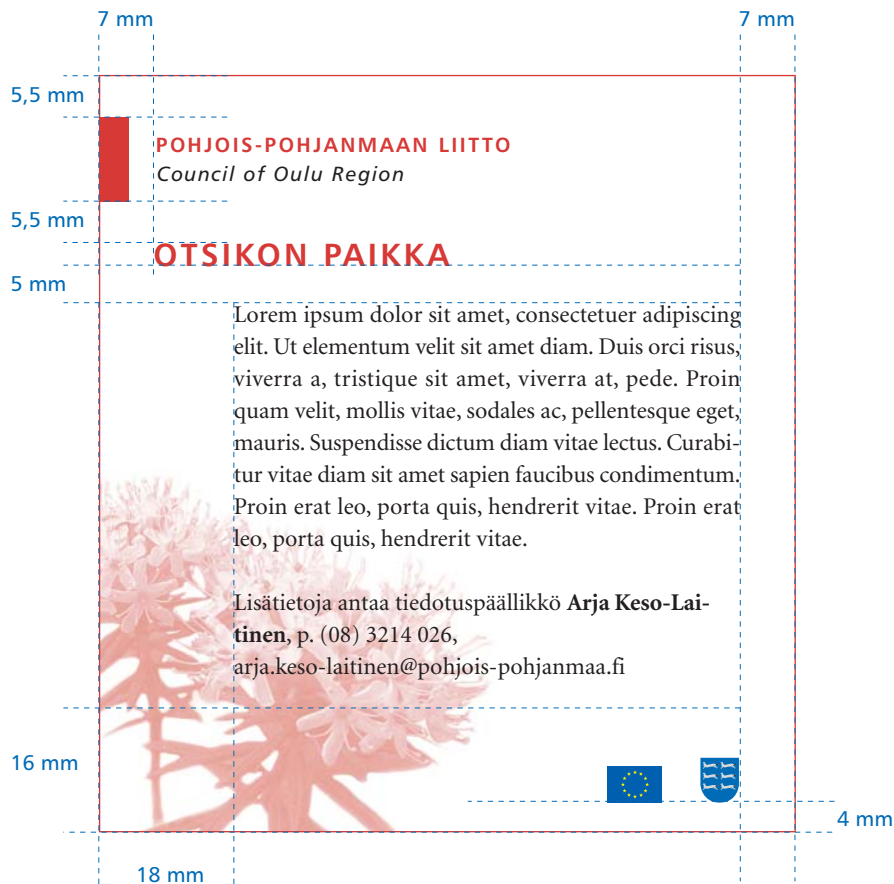 7 mm
7 mm
5,5 mm
POHJOIS-POHJANMAAN LIITTO
Council of Oulu Region
5,5 mm
OTSIKON PAIKKA
5 mm
Lorem ipsum dolor sit amet, consectetuer adipiscing
elit. Ut elementum velit sit amet diam. Duis orci risus,
viverra a, tristique sit amet, viverra at, pede. Proin
quam velit, mollis vitae, sodales ac, pellentesque eget,
mauris. Suspendisse dictum diam vitae lectus. Curabi-
tur vitae diam sit amet sapien faucibus condimentum.
Proin erat leo, porta quis, hendrerit vitae. Proin erat
leo, porta quis, hendrerit vitae.
Lisätietoja antaa tiedotuspäällikkö Arja Keso-Lai-
tinen, p. (08) 3214 026,
arja.keso-laitinen@pohjois-pohjanmaa.fi
16 mm
4 mm
18 mm